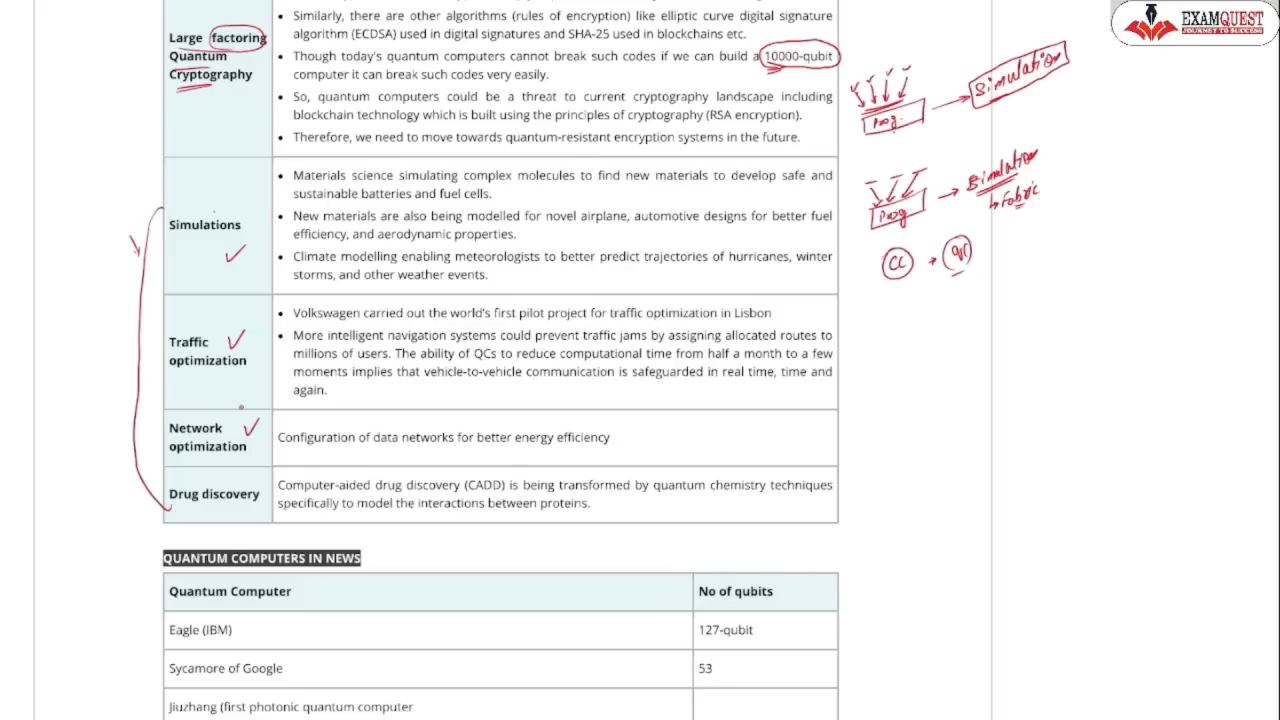 EXAMQUEST
JOURNEY TO SUCCESS
Large factoring
Quantum
Cryptography
• Similarly, there are other algorithms (rules of encryption) like elliptic curve digital signature
algorithm (ECDSA) used in digital signatures and SHA-25 used in blockchains etc.
• Though today's quantum computers cannot break such codes if we can build a 10000-qubit
computer it can break such codes very easily.
• So, quantum computers could be a threat to current cryptography landscape including
blockchain technology which is built using the principles of cryptography (RSA encryption).
• Therefore, we need to move towards quantum-resistant encryption systems in the future.
Simulations
• Materials science simulating complex molecules to find new materials to develop safe and
sustainable batteries and fuel cells.
• New materials are also being modelled for novel airplane, automotive designs for better fuel
efficiency, and aerodynamic properties.
• Climate modelling enabling meteorologists to better predict trajectories of hurricanes, winter
storms, and other weather events.
Traffic
optimization
• Volkswagen carried out the world's first pilot project for traffic optimization in Lisbon
• More intelligent navigation systems could prevent traffic jams by assigning allocated routes to
millions of users. The ability of QCs to reduce computational time from half a month to a few
moments implies that vehicle-to-vehicle communication is safeguarded in real time, time and
again.
Network
optimization
Configuration of data networks for better energy efficiency
Drug discovery
Computer-aided drug discovery (CADD) is being transformed by quantum chemistry techniques
specifically to model the interactions between proteins.
QUANTUM COMPUTERS IN NEWS
Quantum Computer No of qubits
Eagle (IBM) 127-qubit
Sycamore of Google 53
Jiuzhang (first photonic quantum computer
Prog. → Simulation
Prog → Simulation
↳ Fabric
CC → QC